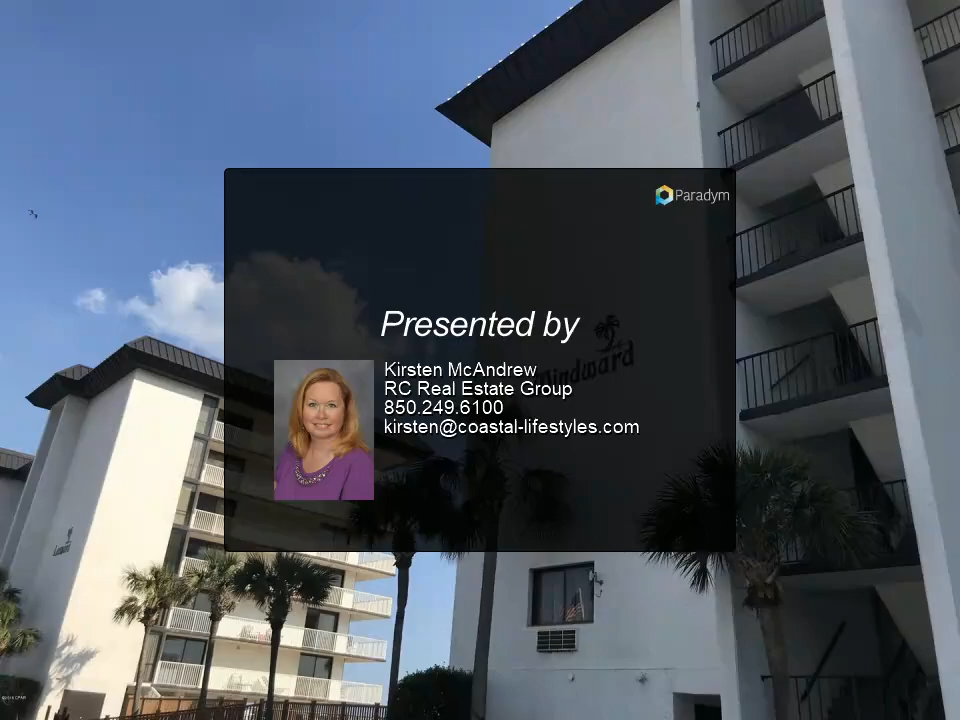 Paradym
Presented by
Kirsten McAndrew
RC Real Estate Group
850.249.6100
kirsten@coastal-lifestyles.com
Windward